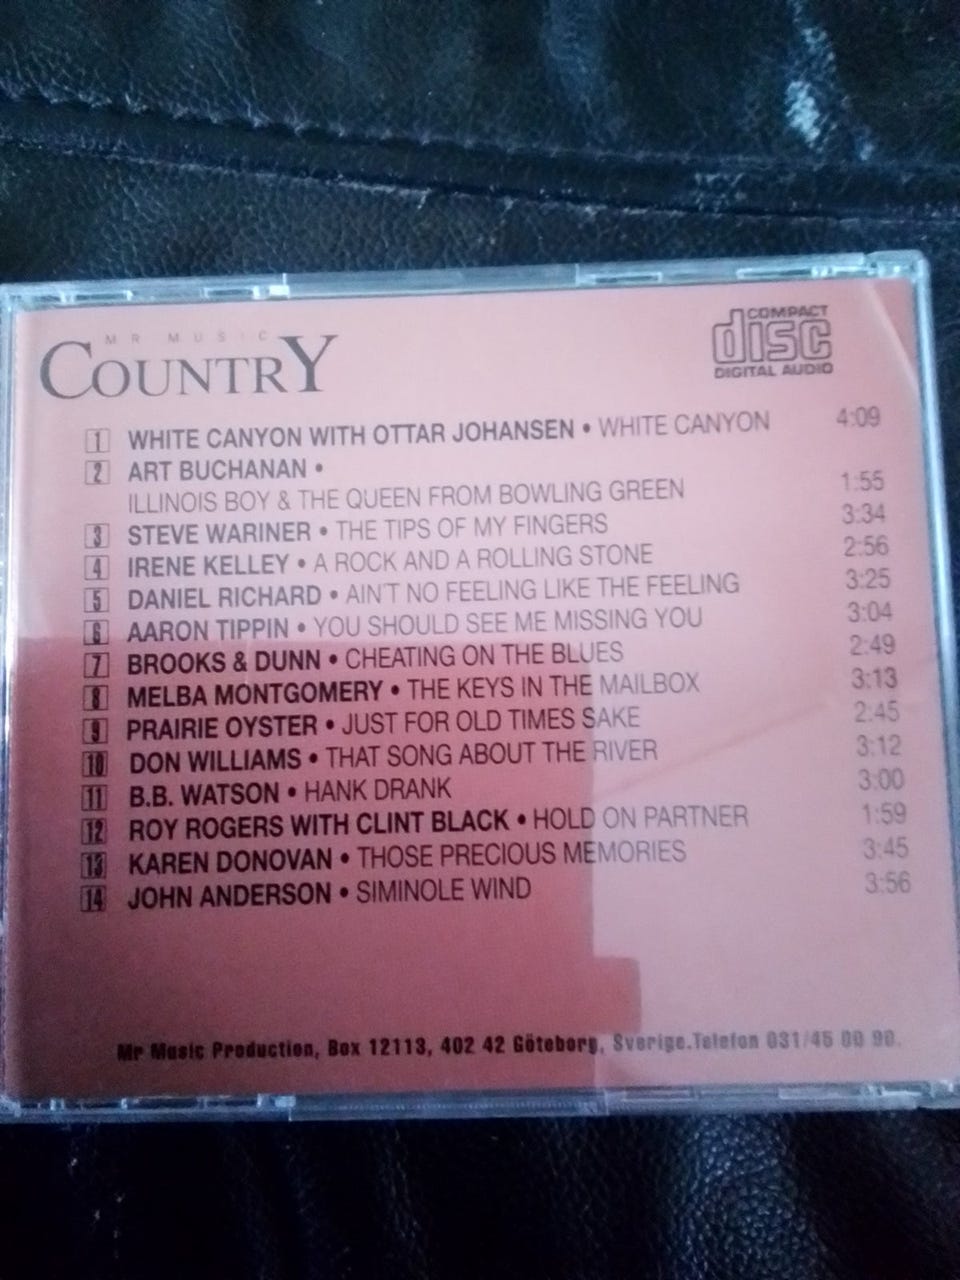 MR MUSIC
COUNTRY
COMPACT
disc
DIGITAL AUDIO
1 WHITE CANYON WITH OTTAR JOHANSEN • WHITE CANYON 4:09
2 ART BUCHANAN •
ILLINOIS BOY & THE QUEEN FROM BOWLING GREEN 1:55
3 STEVE WARINER • THE TIPS OF MY FINGERS 3:34
4 IRENE KELLEY • A ROCK AND A ROLLING STONE 2:56
5 DANIEL RICHARD • AIN'T NO FEELING LIKE THE FEELING 3:25
6 AARON TIPPIN • YOU SHOULD SEE ME MISSING YOU 3:04
7 BROOKS & DUNN • CHEATING ON THE BLUES 2:49
8 MELBA MONTGOMERY • THE KEYS IN THE MAILBOX 3:13
9 PRAIRIE OYSTER • JUST FOR OLD TIMES SAKE 2:45
10 DON WILLIAMS • THAT SONG ABOUT THE RIVER 3:12
11 B.B. WATSON • HANK DRANK 3:00
12 ROY ROGERS WITH CLINT BLACK • HOLD ON PARTNER 1:59
13 KAREN DONOVAN • THOSE PRECIOUS MEMORIES 3:45
14 JOHN ANDERSON • SIMINOLE WIND 3:56
Mr Music Production, Box 12113, 402 42 Göteborg, Sverige.Telefon 031/45 00 90.